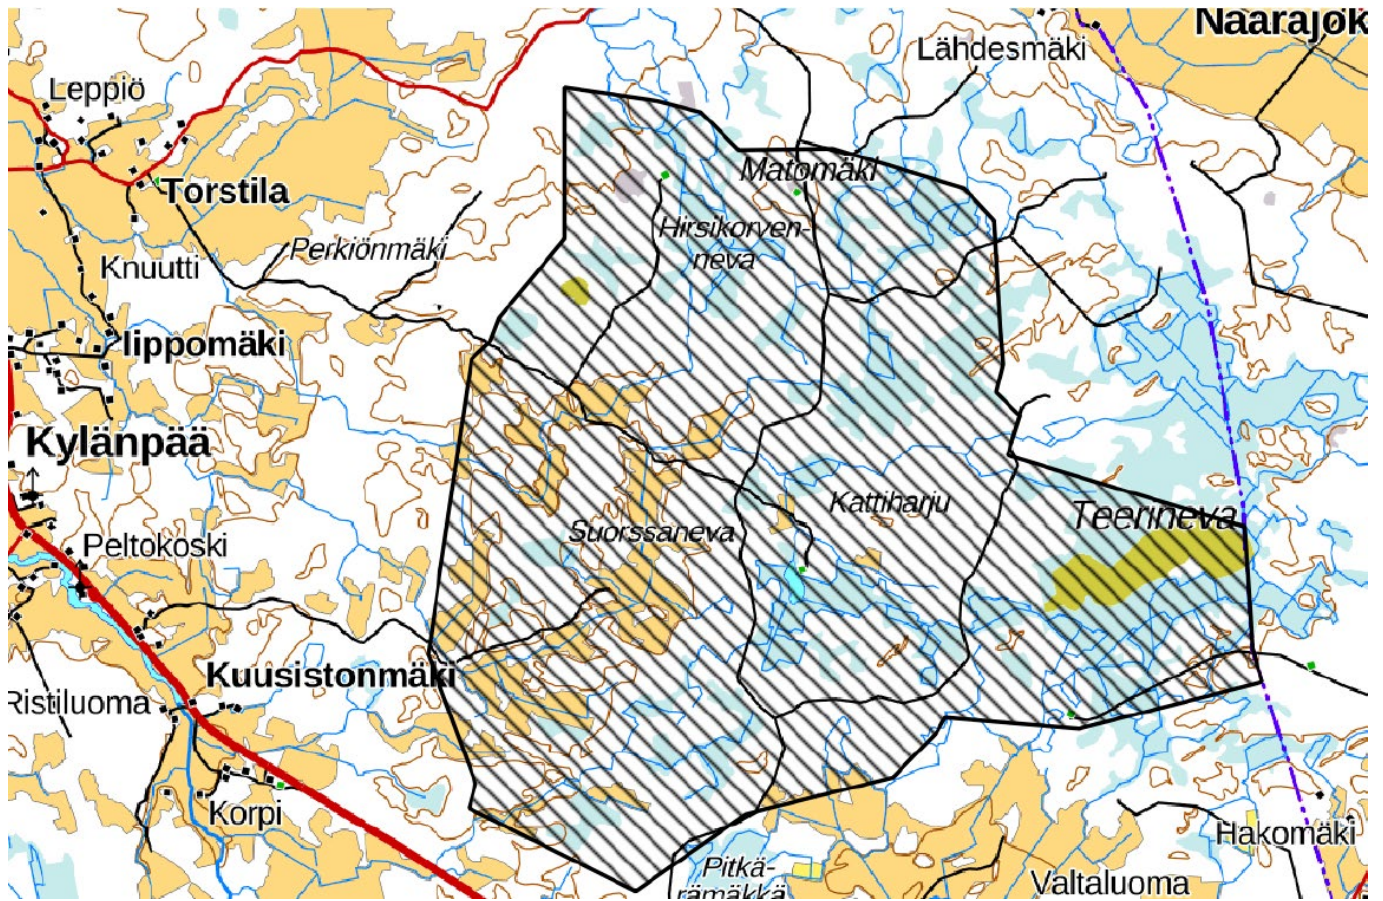 Naarajok
Lähdesmäki
Leppiö
Torstila
Matomäki
Hirsikorven-
neva
Perkiönmäki
Knuutti
Iippomäki
Kylänpää
Kattiharju
Teerineva
Suorssaneva
Peltokoski
Kuusistonmäki
Ristiluoma
Korpi
Hakomäki
Pitkä-
rämäkkä
Valtaluoma